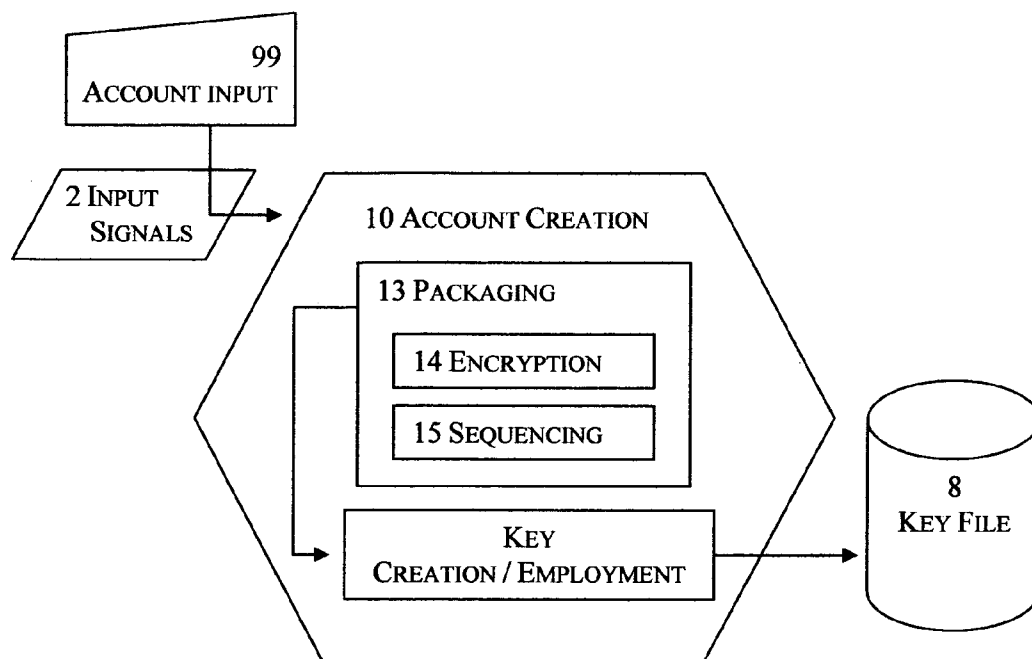 99
ACCOUNT INPUT
2 INPUT
SIGNALS
10 ACCOUNT CREATION
13 PACKAGING
14 ENCRYPTION
15 SEQUENCING
KEY
CREATION / EMPLOYMENT
8
KEY FILE